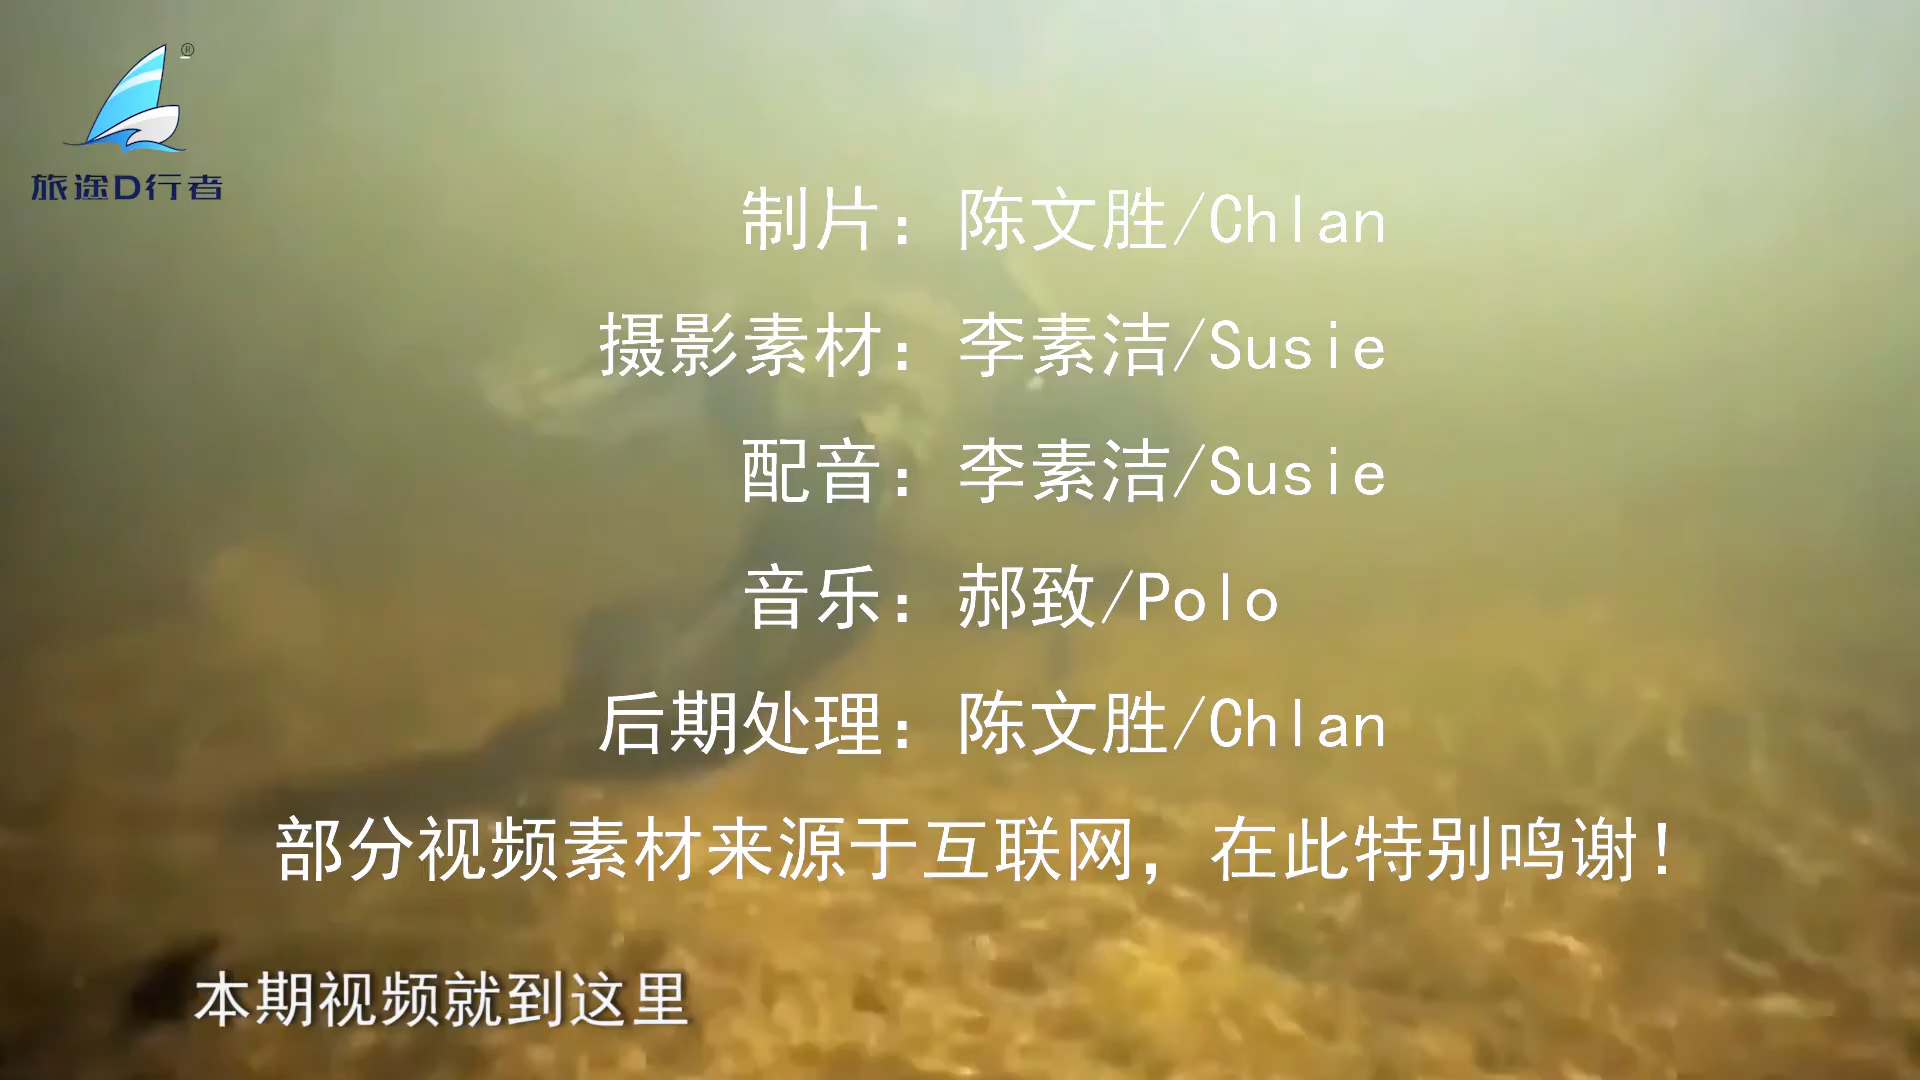 ®
旅途D行者
制片：陈文胜/Chlan
摄影素材：李素洁/Susie
配音：李素洁/Susie
音乐：郝致/Polo
后期处理：陈文胜/Chlan
部分视频素材来源于互联网，在此特别鸣谢！
本期视频就到这里